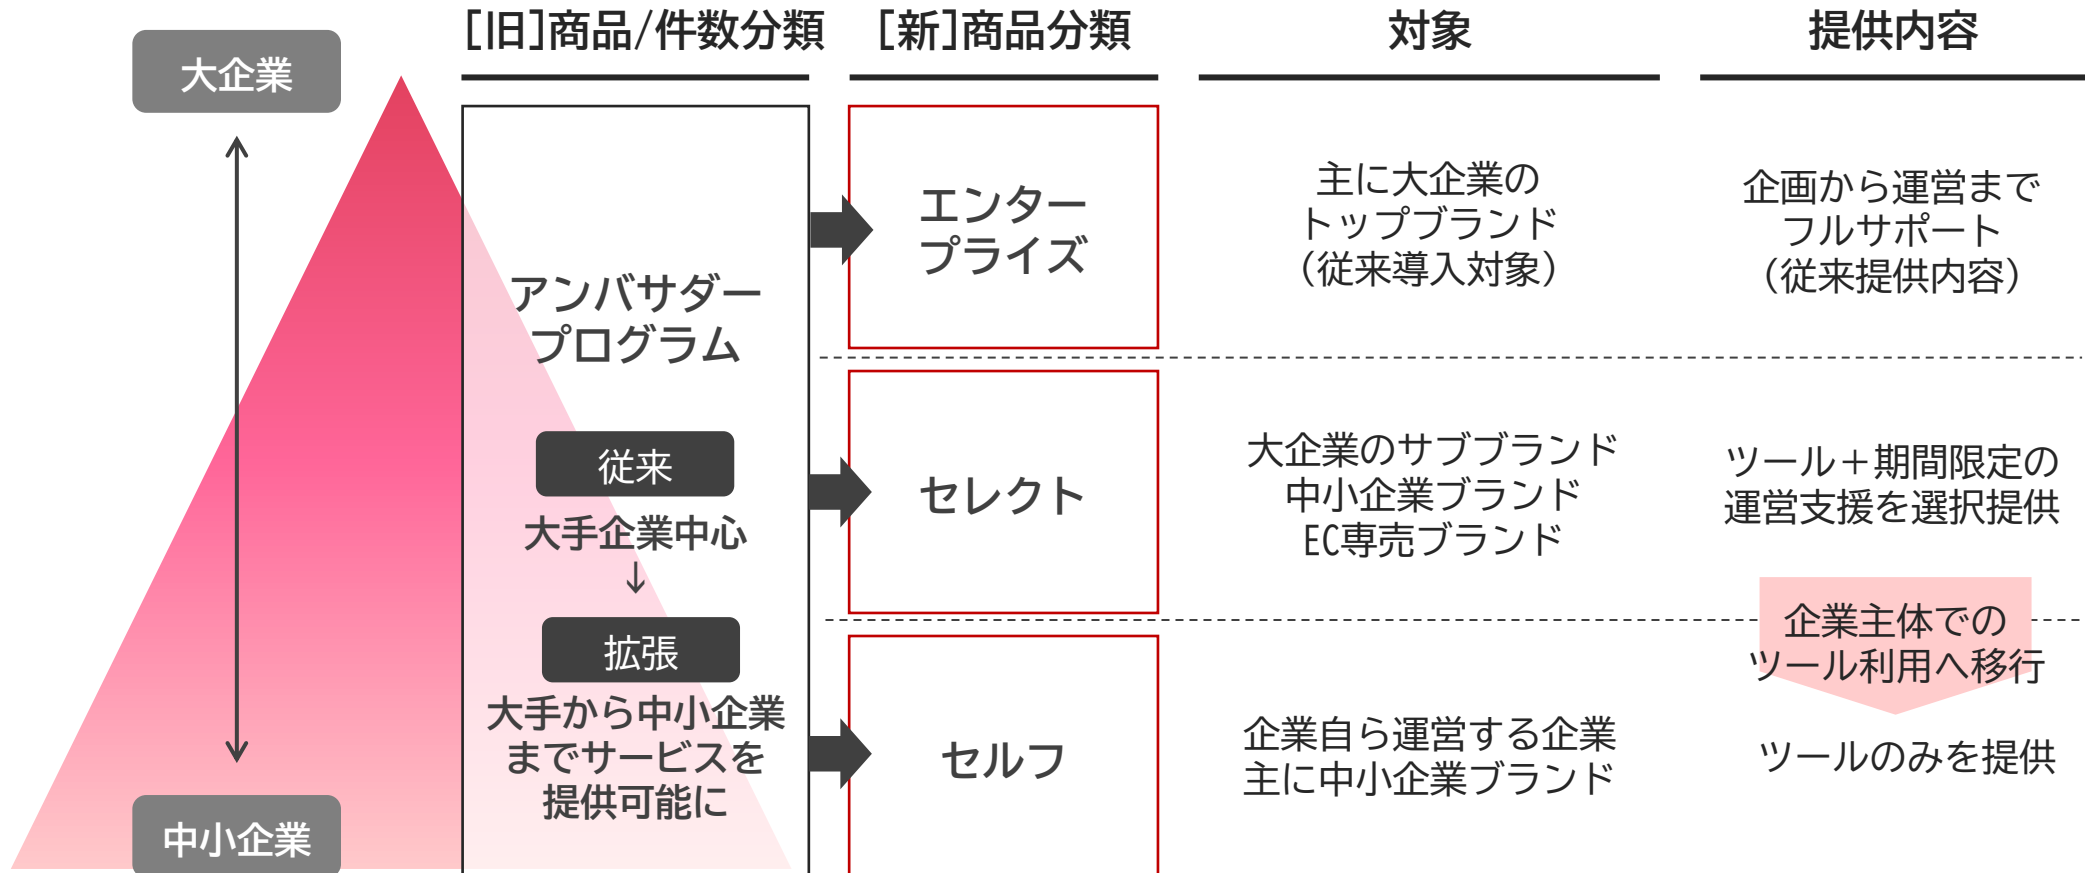 [旧]商品/件数分類
[新]商品分類
対象
提供内容
大企業
中小企業
アンバサダー
プログラム
従来
大手企業中心
↓
拡張
大手から中小企業
までサービスを
提供可能に
エンター
プライズ
主に大企業の
トップブランド
(従来導入対象)
企画から運営まで
フルサポート
(従来提供内容)
セレクト
大企業のサブブランド
中小企業ブランド
EC専売ブランド
ツール+期間限定の
運営支援を選択提供
企業主体での
ツール利用へ移行
セルフ
企業自ら運営する企業
主に中小企業ブランド
ツールのみを提供